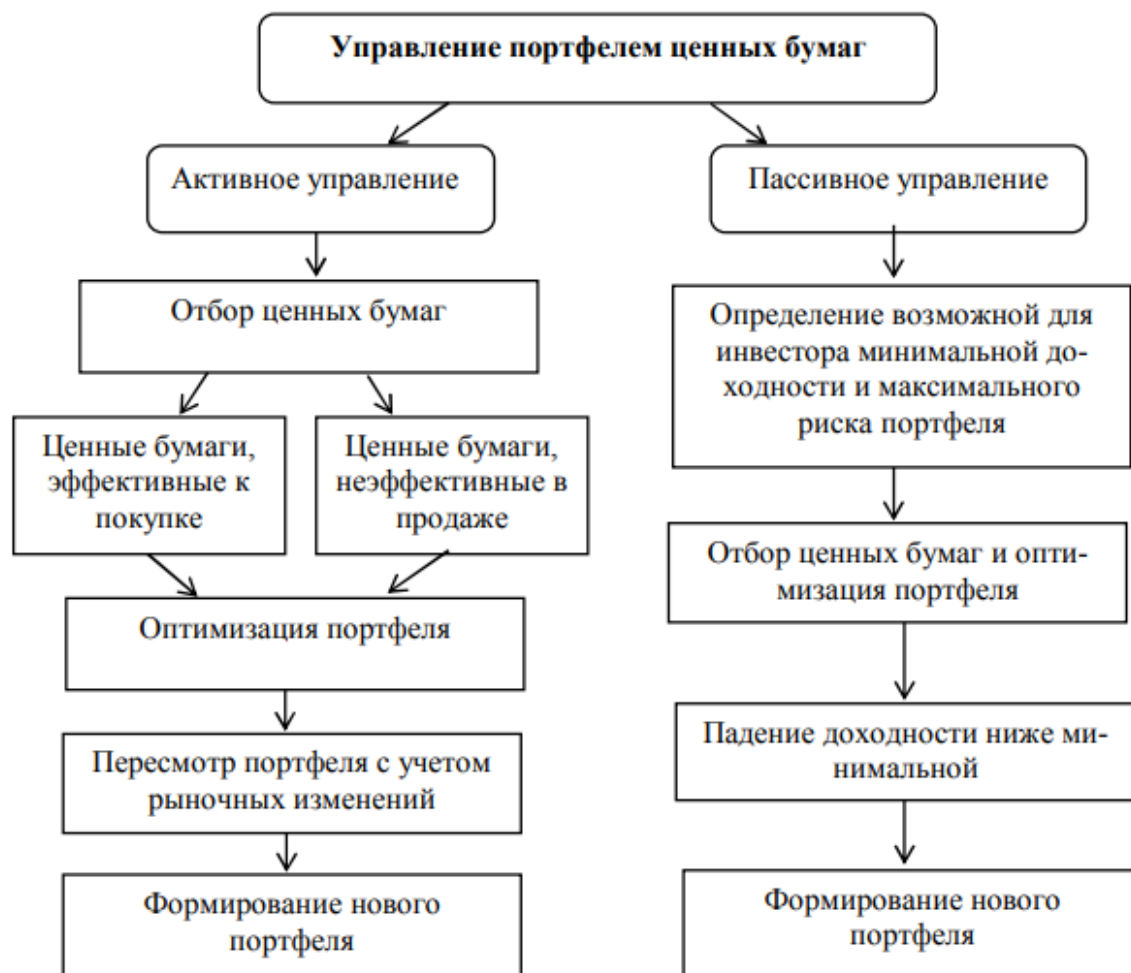 Управление портфелем ценных бумаг
Активное управление
Пассивное управление
Отбор ценных бумаг
Определение возможной для
инвестора минимальной до-
ходности и максимального
риска портфеля
Ценные бумаги,
эффективные к
покупке
Ценные бумаги,
неэффективные в
продаже
Отбор ценных бумаг и опти-
мизация портфеля
Оптимизация портфеля
Падение доходности ниже ми-
нимальной
Пересмотр портфеля с учетом
рыночных изменений
Формирование нового
портфеля
Формирование нового
портфеля